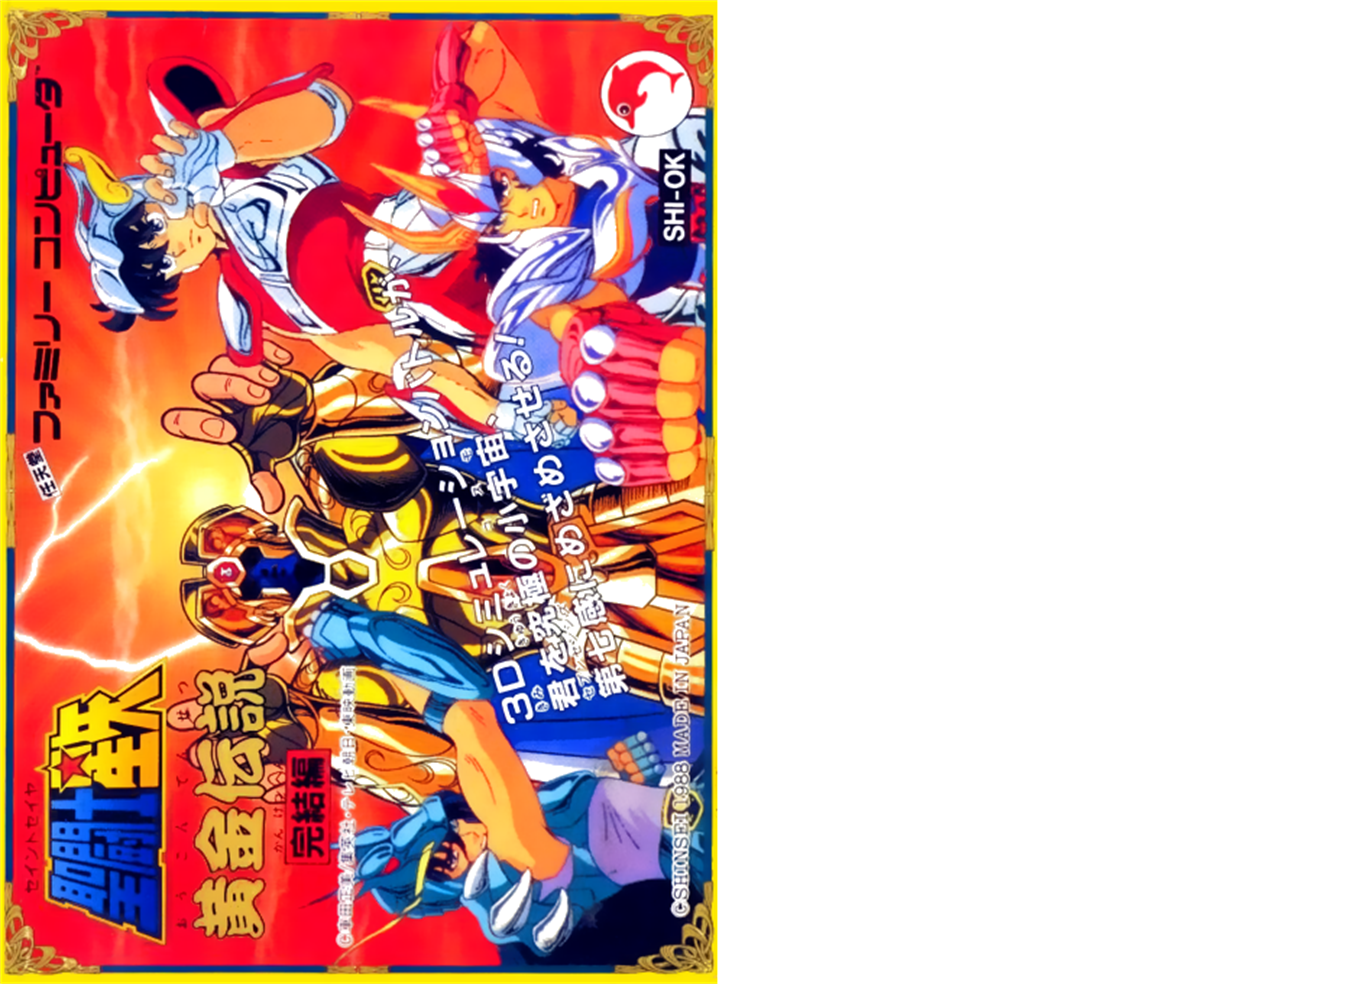 任天堂
ファミリー コンピュータ™
セイントセイヤ
聖闘士星矢
おうごんでんせつ
黄金伝説
かんけつ
完結編
©車田正美/集英社・テレビ朝日/東映動画
3Dシミュレーションバトルが、
君を究極の小宇宙、
第七感にめざめさせる!
SHI-OK
©SHINSEI 1988 MADE IN JAPAN